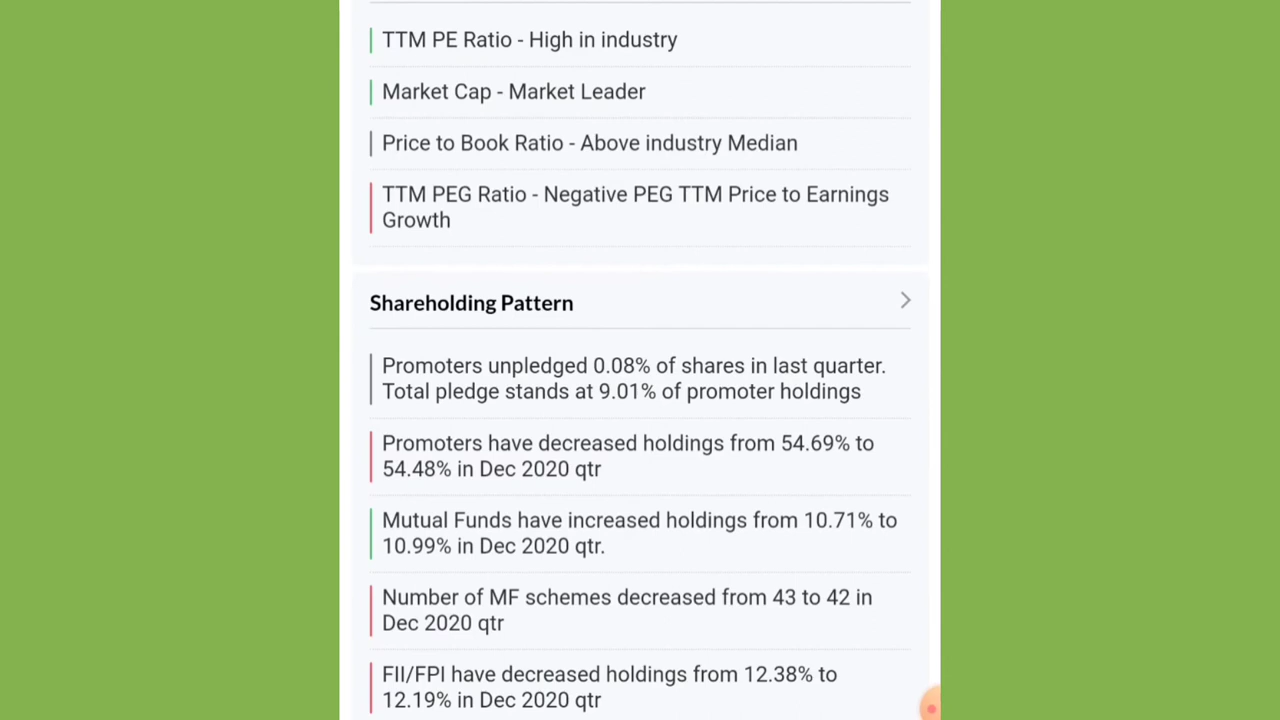 TTM PE Ratio - High in industry
Market Cap - Market Leader
Price to Book Ratio - Above industry Median
TTM PEG Ratio - Negative PEG TTM Price to Earnings
Growth
Shareholding Pattern
Promoters unpledged 0.08% of shares in last quarter.
Total pledge stands at 9.01% of promoter holdings
Promoters have decreased holdings from 54.69% to
54.48% in Dec 2020 qtr
Mutual Funds have increased holdings from 10.71% to
10.99% in Dec 2020 qtr.
Number of MF schemes decreased from 43 to 42 in
Dec 2020 qtr
FII/FPI have decreased holdings from 12.38% to
12.19% in Dec 2020 qtr